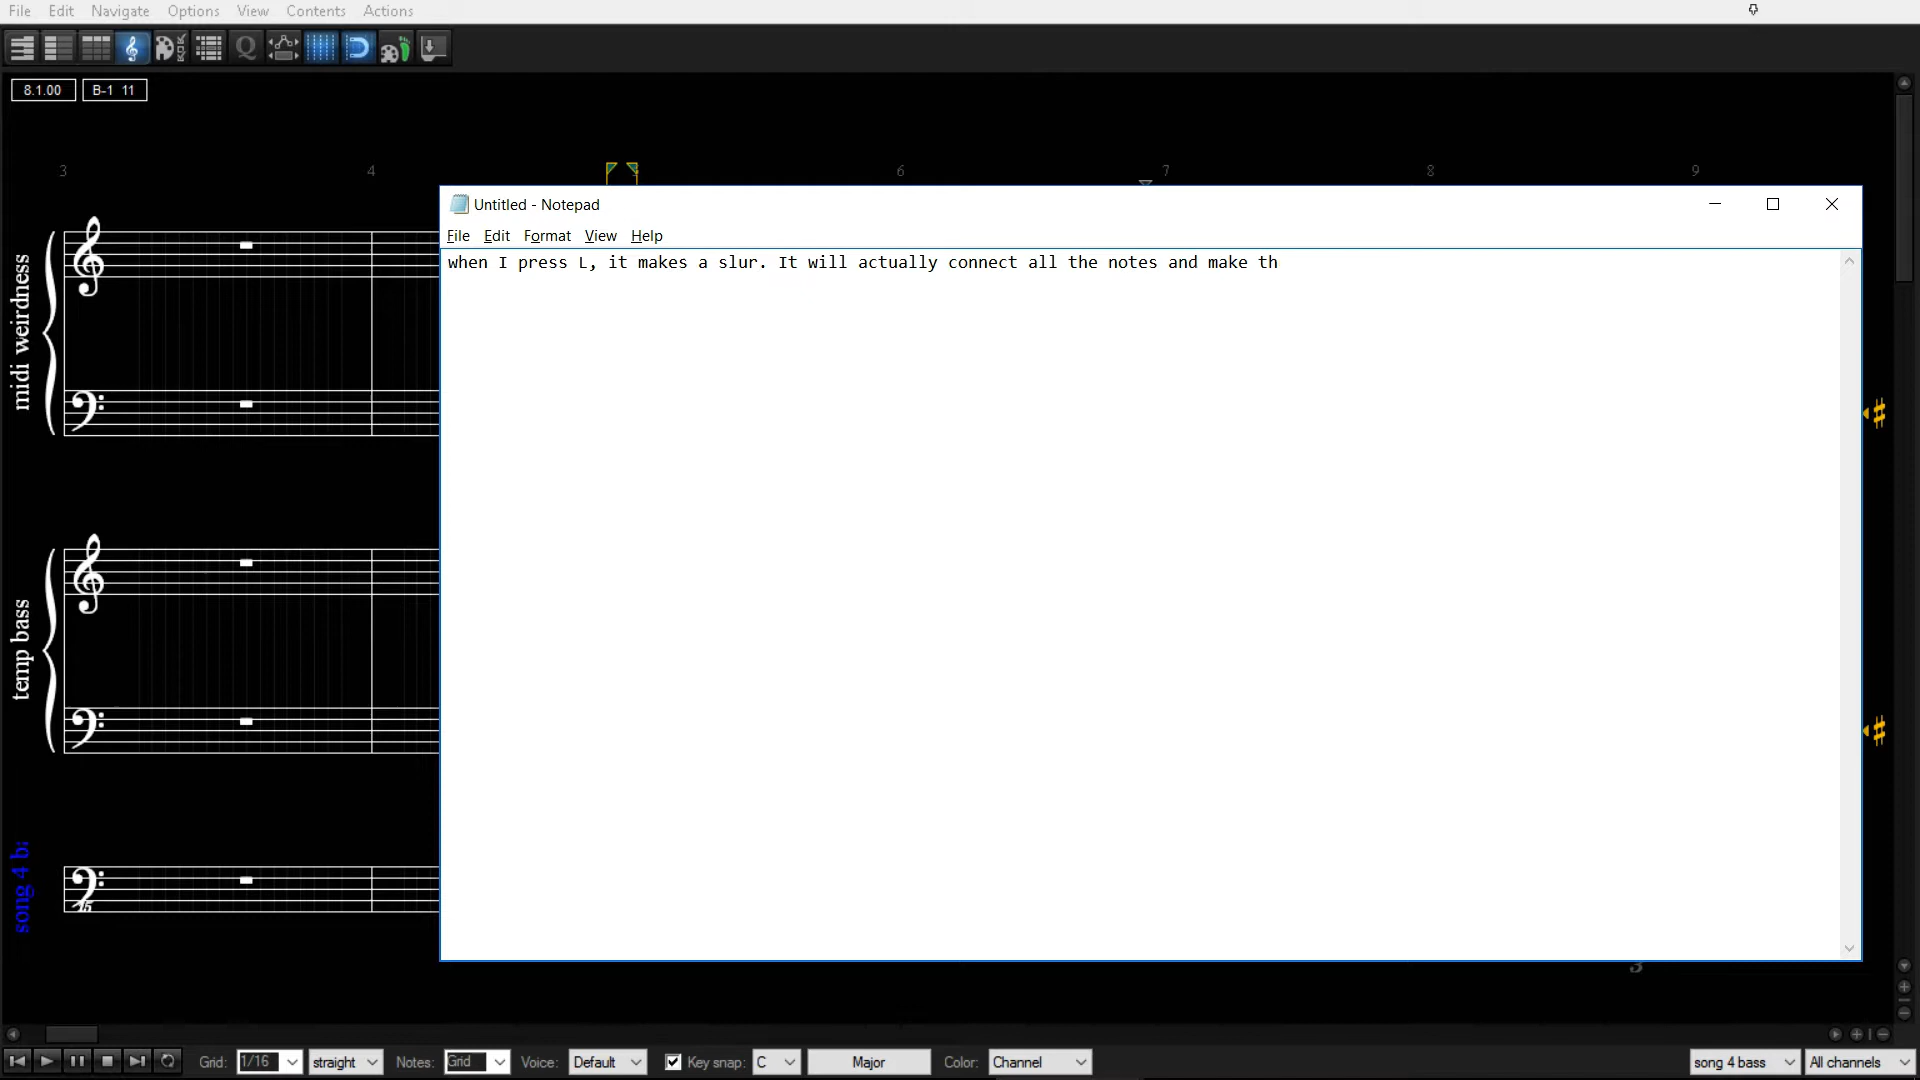 File Edit Navigate Options View Contents Actions
8.1.00 B-1 11
3 4 6 7 8 9
Untitled - Notepad
File Edit Format View Help
when I press L, it makes a slur. It will actually connect all the notes and make th
midi weirdness
temp bass
song 4 b
Grid: 1/16 straight Notes: Grid Voice: Default Key snap: C Major Color: Channel song 4 bass All channels